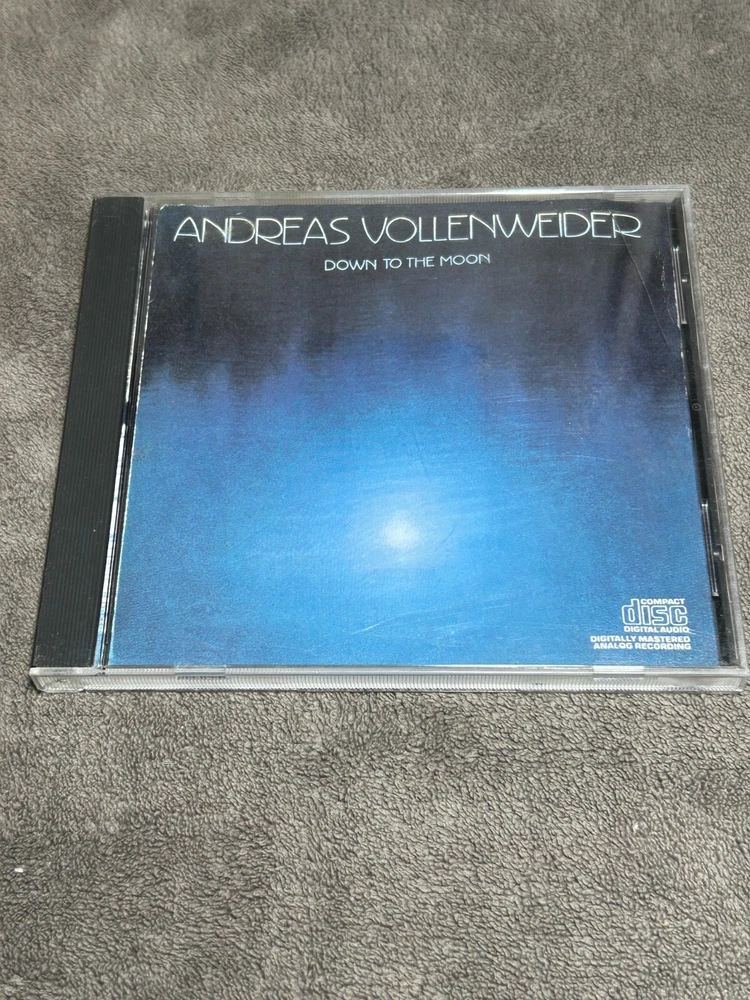 ANDREAS VOLLENWEIDER
DOWN TO THE MOON
COMPACT
disc
DIGITAL AUDIO
DIGITALLY MASTERED
ANALOG RECORDING